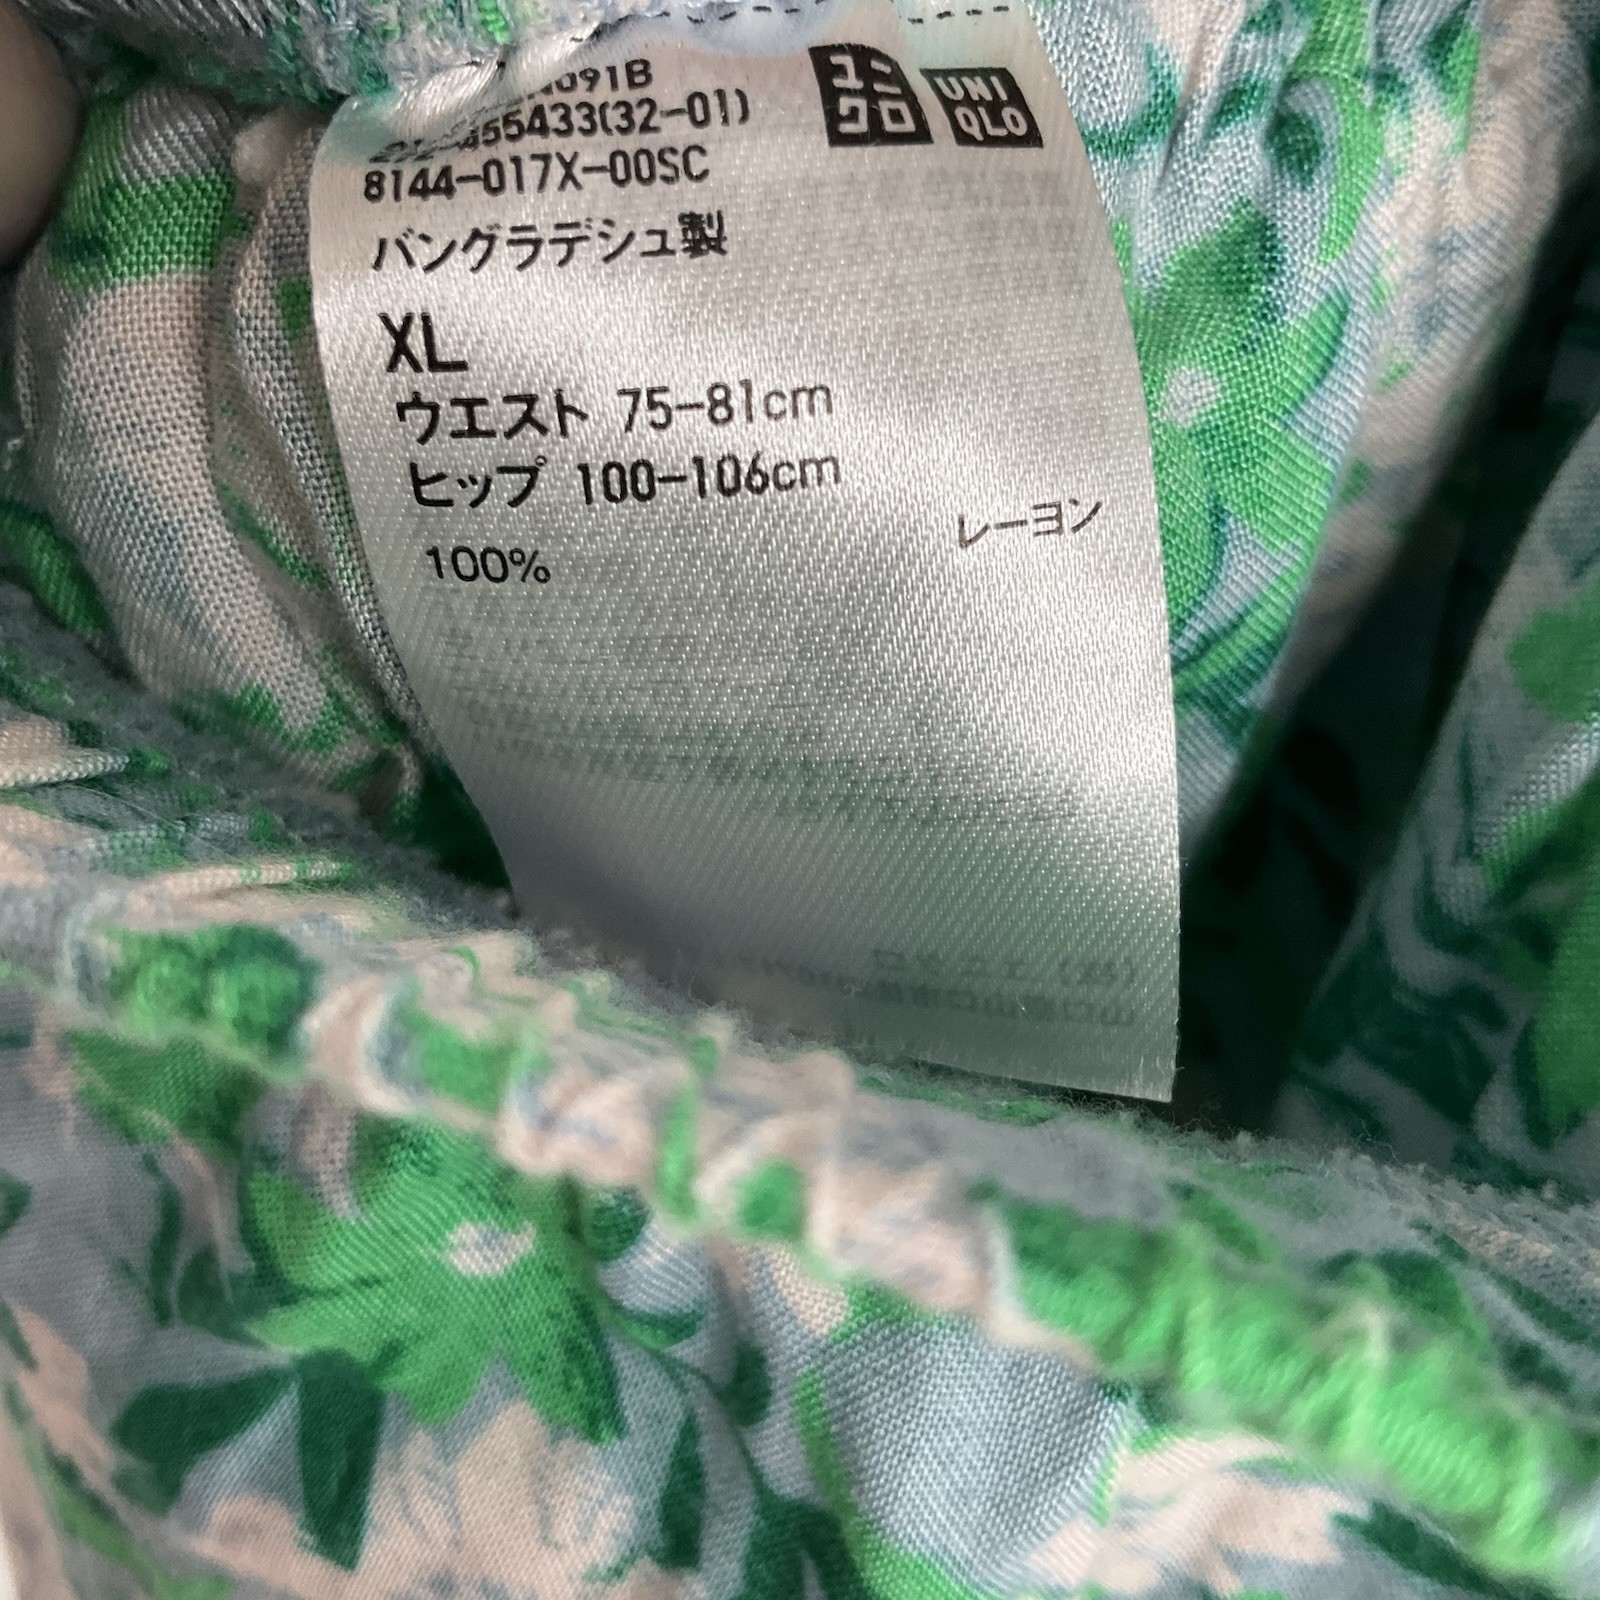 ユニクロ UNIQLO
8144-017X-00SC
バングラデシュ製
XL
ウエスト 75-81cm
ヒップ 100-106cm
レーヨン
100%